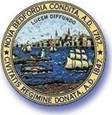 NOVA BEDFORDIA CONDITA A.D. 1787.
LUCEM DIFFUNDO
CIVITATIS REGIMINE DONATA A.D. 1847.